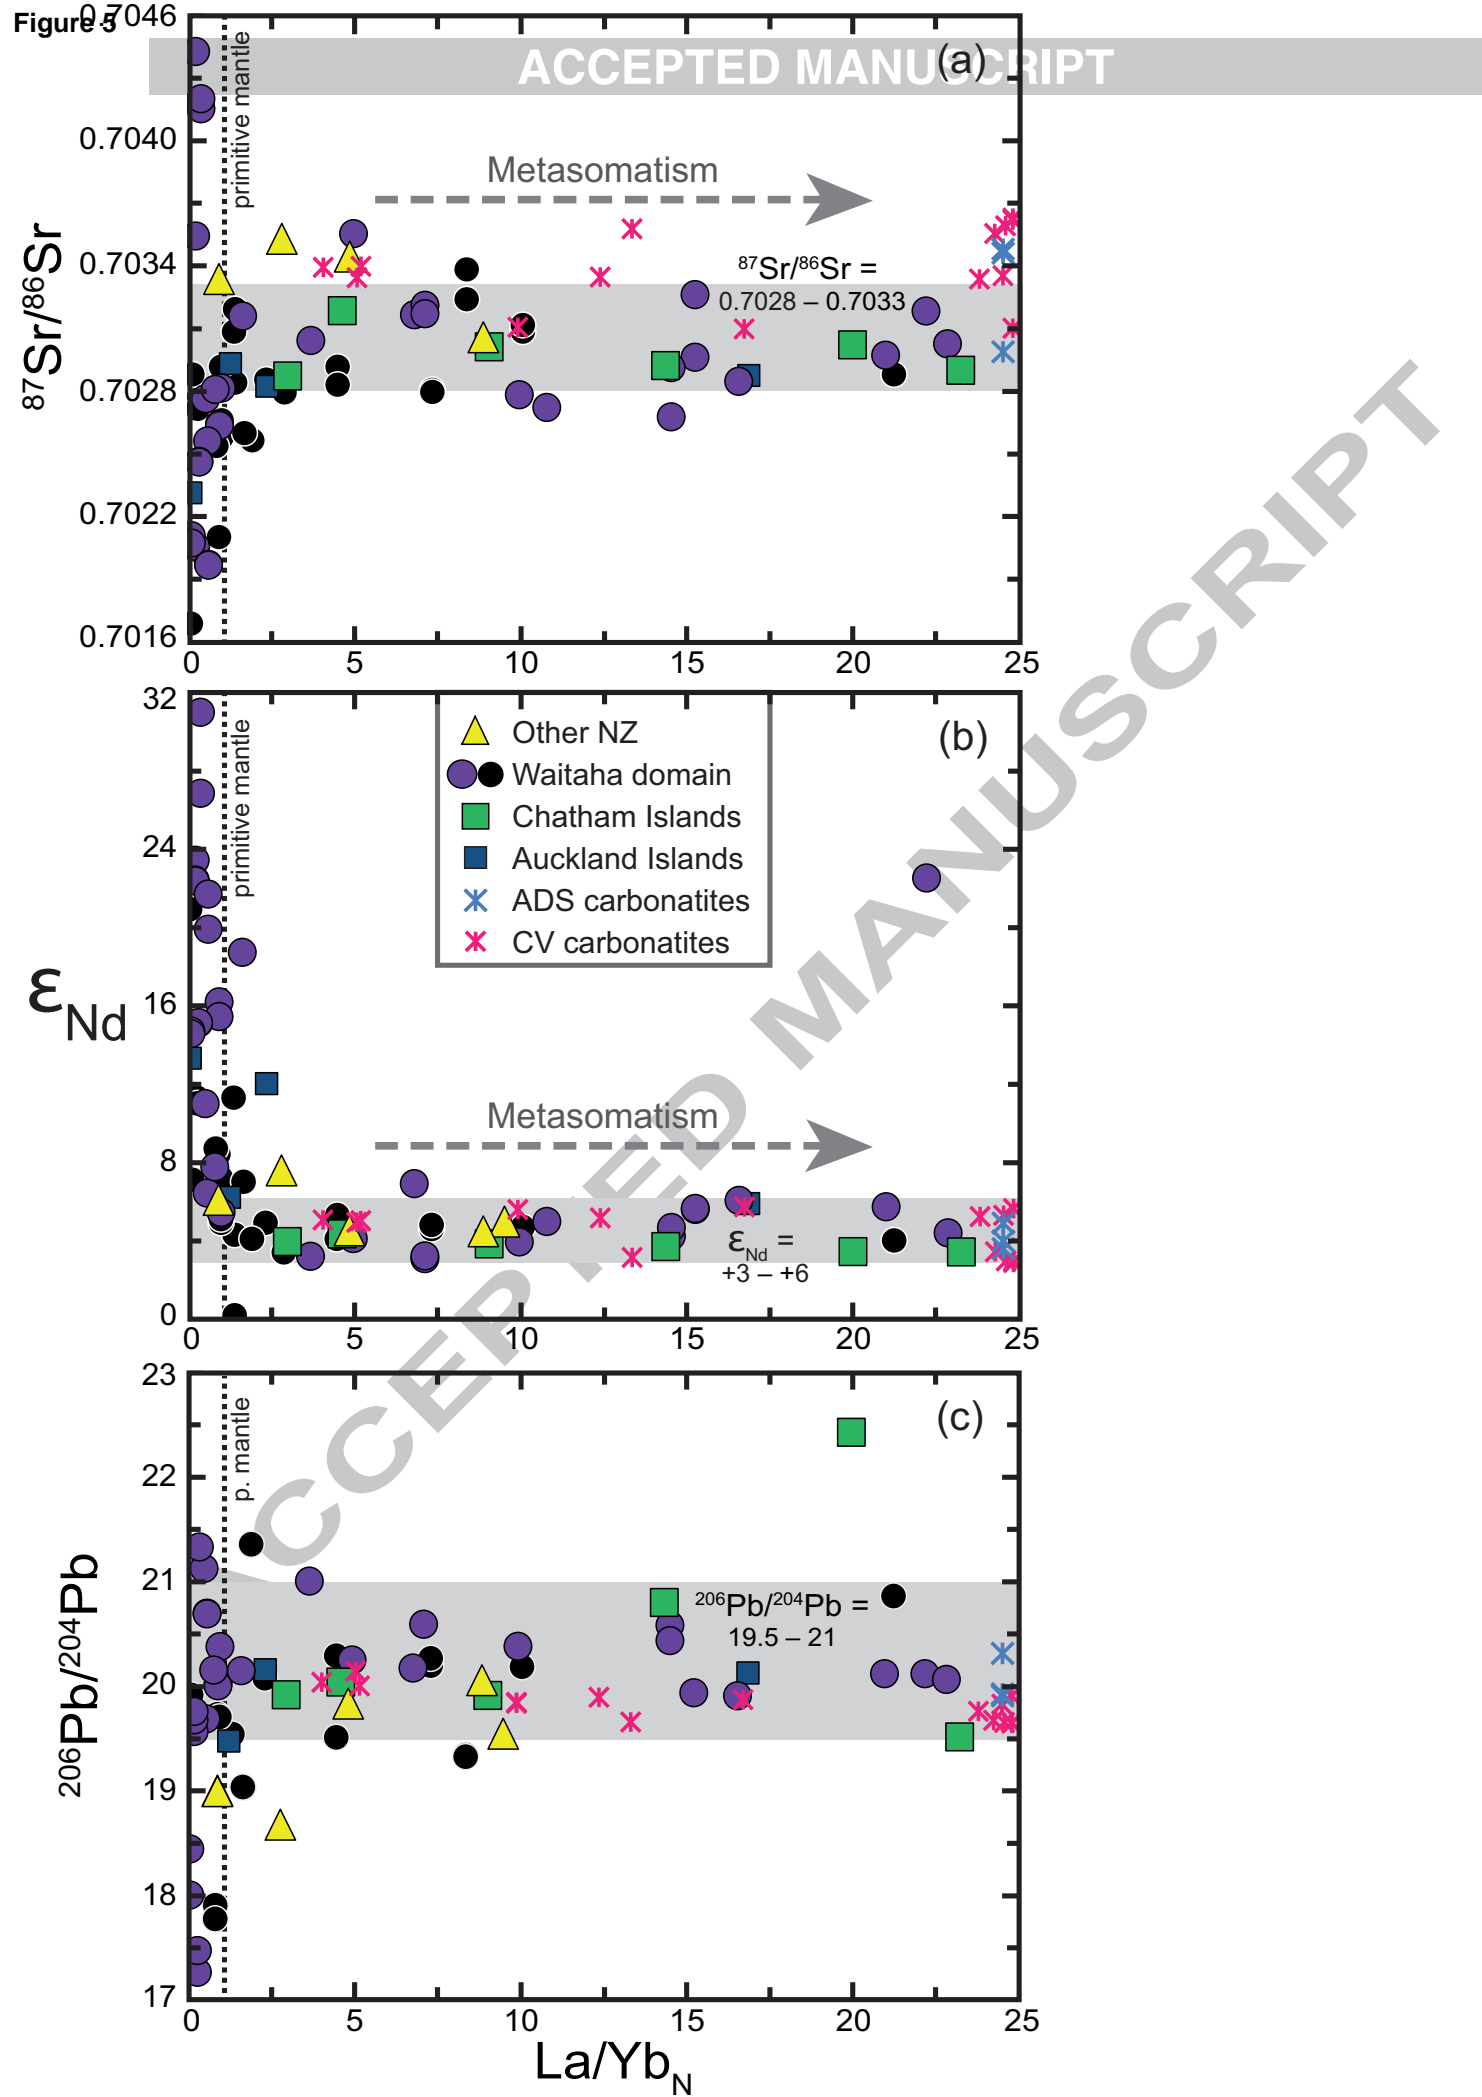 Figure 5
ACCEPTED MANUSCRIPT
(a)
primitive mantle
0.7046
0.7040
0.7034
0.7028
0.7022
0.7016
87Sr/86Sr
Metasomatism
87Sr/86Sr =
0.7028 – 0.7033
0 5 10 15 20 25
(b)
primitive mantle
32
24
16
8
0
εNd
Other NZ
Waitaha domain
Chatham Islands
Auckland Islands
ADS carbonatites
CV carbonatites
Metasomatism
εNd =
+3 – +6
0 5 10 15 20 25
(c)
p. mantle
23
22
21
20
19
18
17
206Pb/204Pb
206Pb/204Pb =
19.5 – 21
0 5 10 15 20 25
La/YbN
ACCEPTED MANUSCRIPT